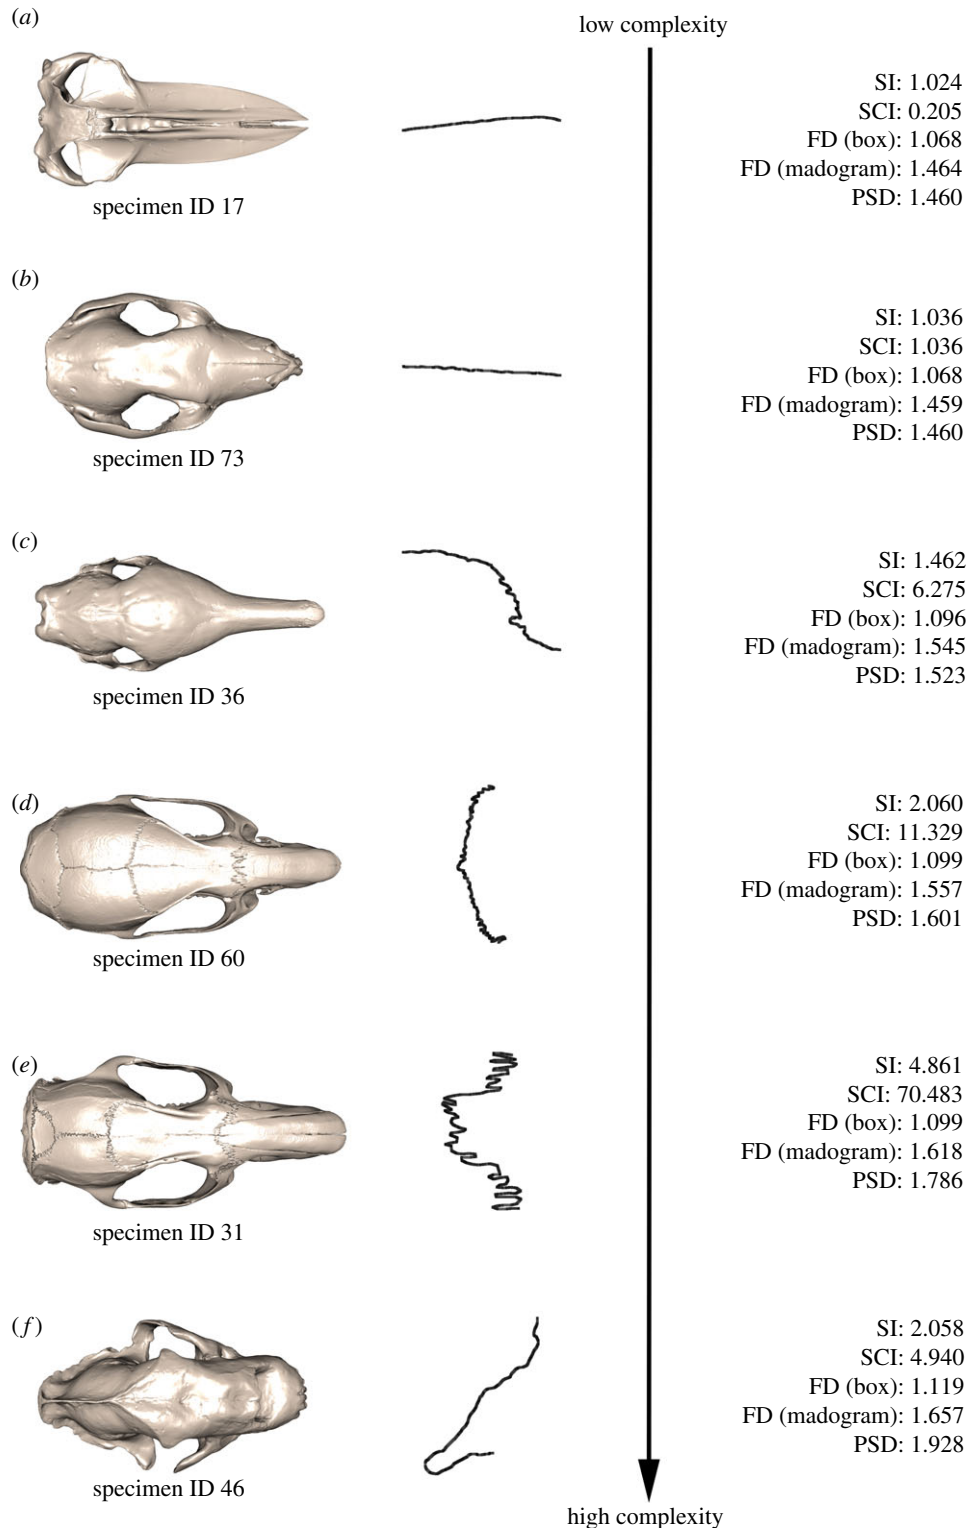 (a)
low complexity
SI: 1.024
SCI: 0.205
FD (box): 1.068
FD (madogram): 1.464
PSD: 1.460
specimen ID 17
(b)
SI: 1.036
SCI: 1.036
FD (box): 1.068
FD (madogram): 1.459
PSD: 1.460
specimen ID 73
(c)
SI: 1.462
SCI: 6.275
FD (box): 1.096
FD (madogram): 1.545
PSD: 1.523
specimen ID 36
(d)
SI: 2.060
SCI: 11.329
FD (box): 1.099
FD (madogram): 1.557
PSD: 1.601
specimen ID 60
(e)
SI: 4.861
SCI: 70.483
FD (box): 1.099
FD (madogram): 1.618
PSD: 1.786
specimen ID 31
(f)
SI: 2.058
SCI: 4.940
FD (box): 1.119
FD (madogram): 1.657
PSD: 1.928
specimen ID 46
high complexity